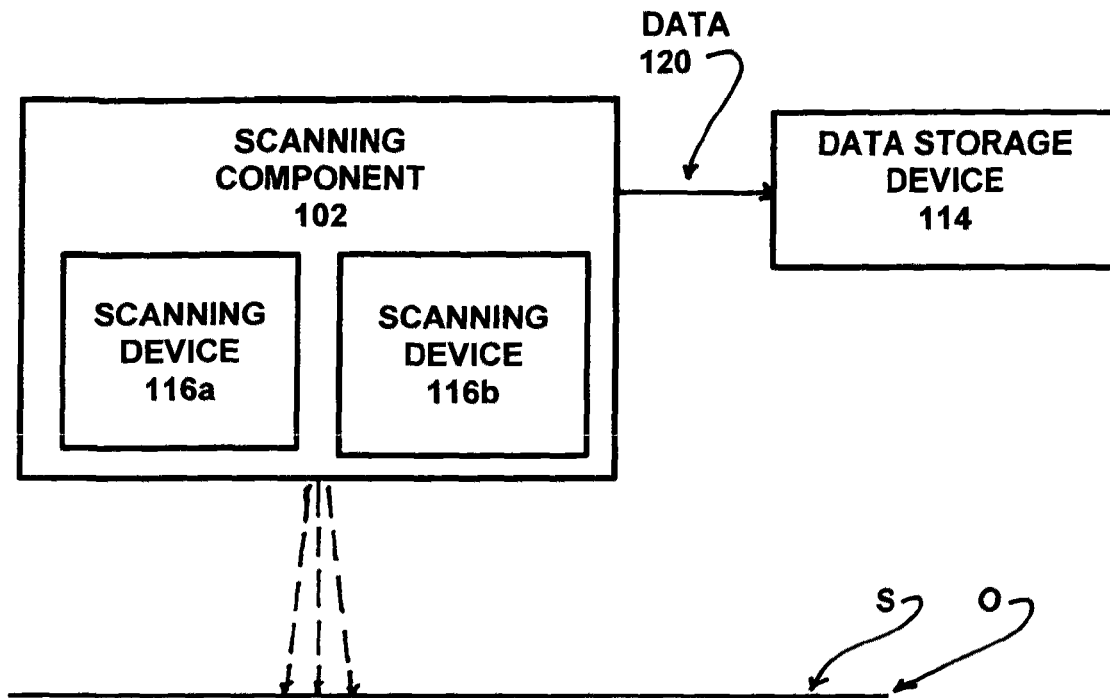 DATA
120
SCANNING
COMPONENT
102
DATA STORAGE
DEVICE
114
SCANNING
DEVICE
116a
SCANNING
DEVICE
116b
S
O